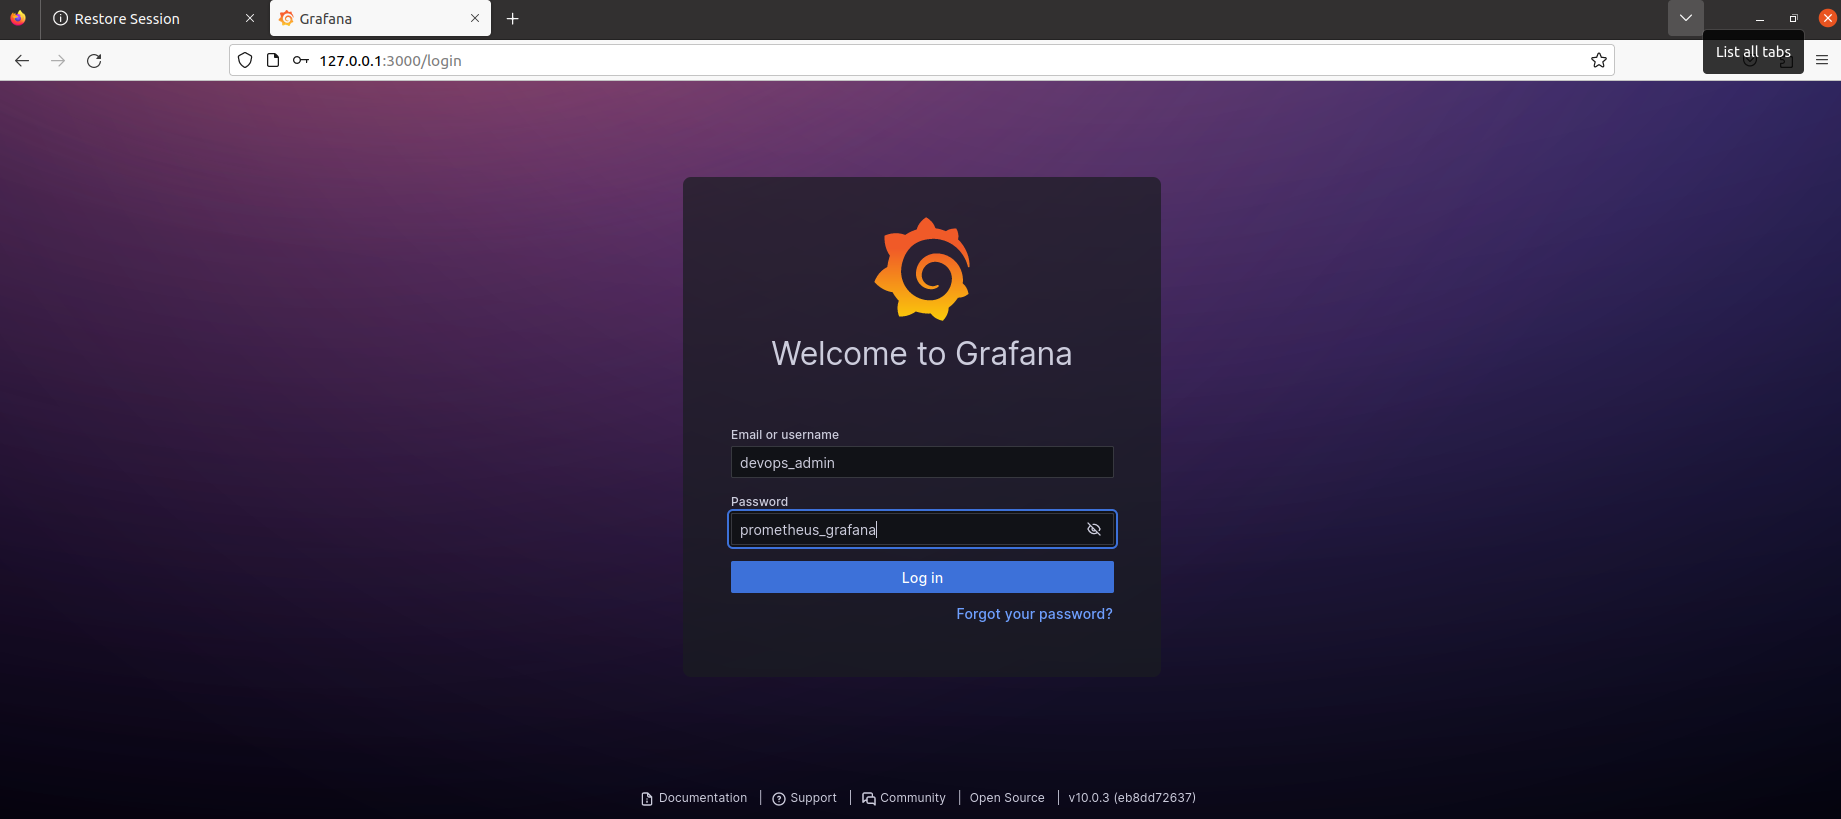 Restore Session
Grafana
127.0.0.1:3000/login
List all tabs
Welcome to Grafana
Email or username
devops_admin
Password
prometheus_grafana
Log in
Forgot your password?
Documentation
Support
Community
Open Source
v10.0.3 (eb8dd72637)